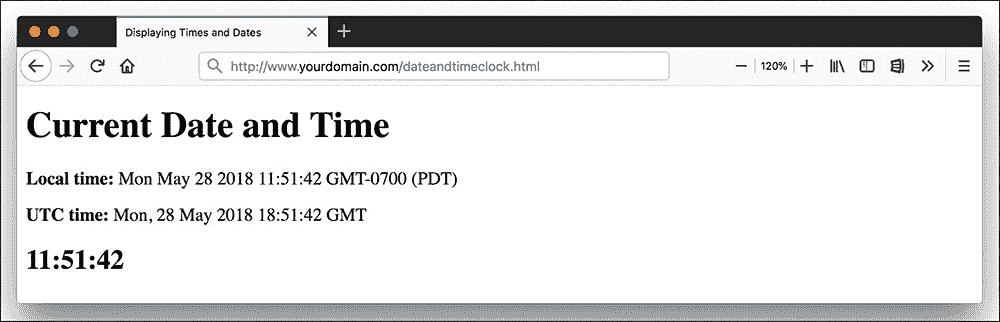 Displaying Times and Dates
http://www.yourdomain.com/dateandtimeclock.html
120%
Current Date and Time
Local time: Mon May 28 2018 11:51:42 GMT-0700 (PDT)
UTC time: Mon, 28 May 2018 18:51:42 GMT
11:51:42